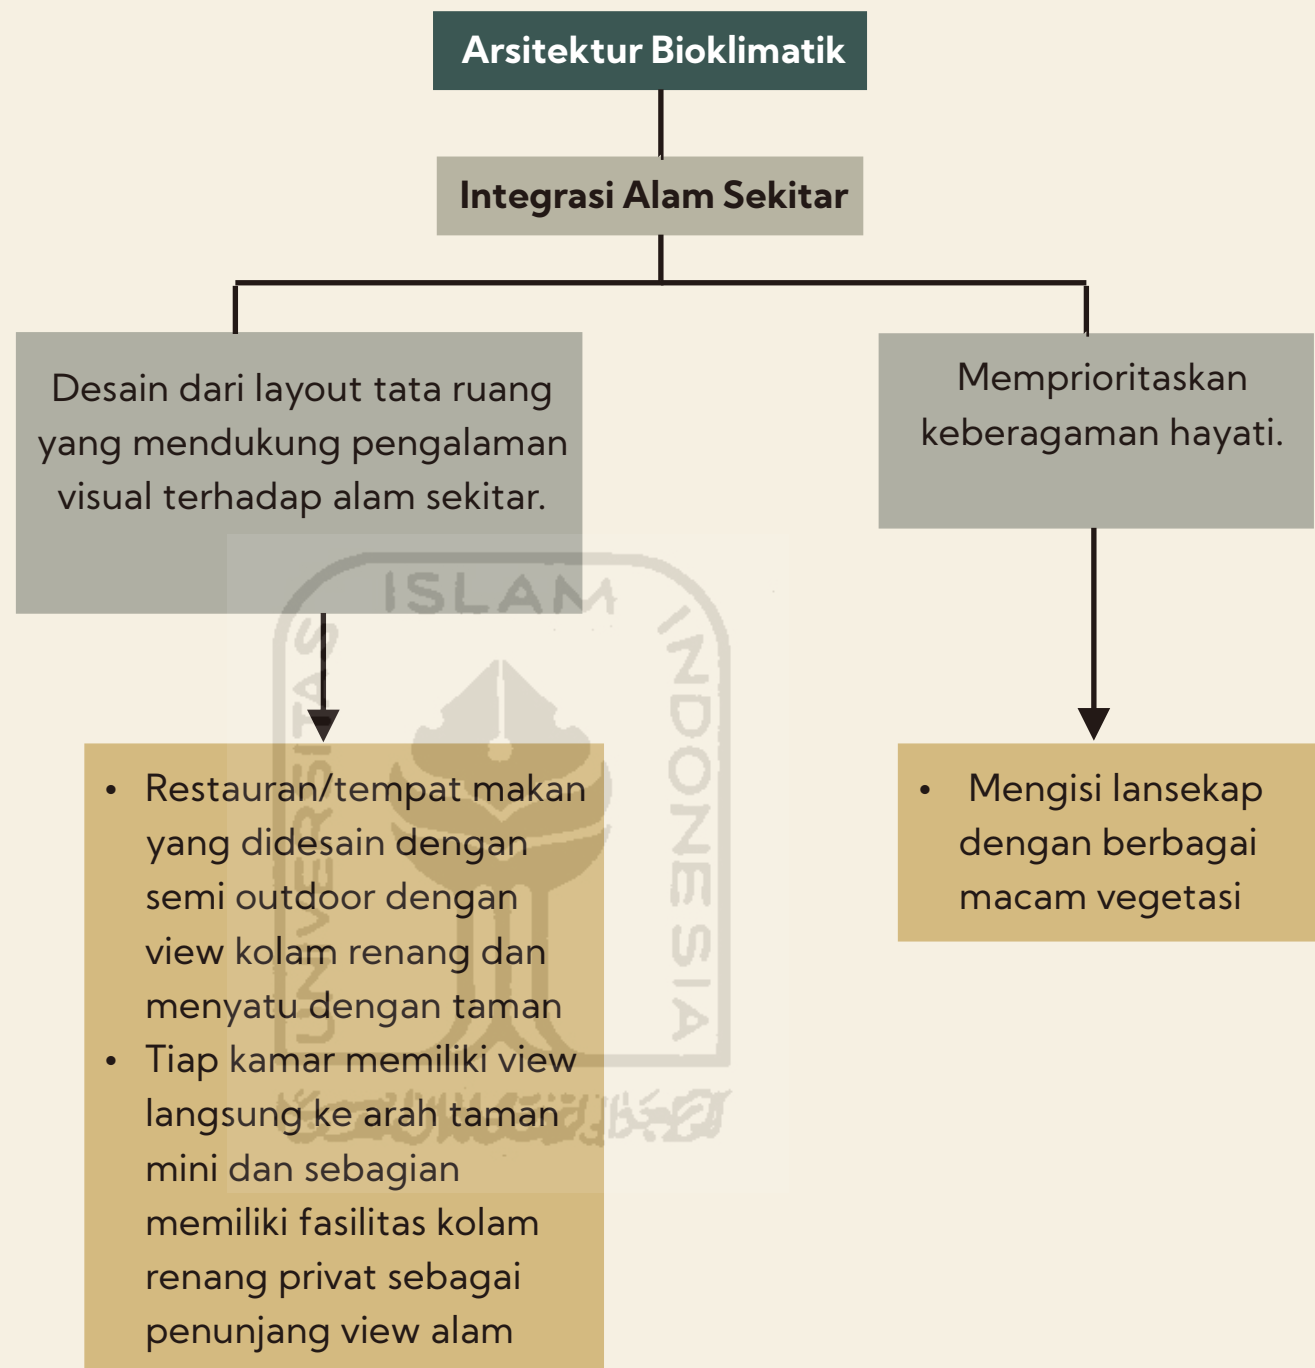 Arsitektur Bioklimatik
Integrasi Alam Sekitar
Desain dari layout tata ruang
yang mendukung pengalaman
visual terhadap alam sekitar.
Memprioritaskan
keberagaman hayati.
• Restauran/tempat makan
yang didesain dengan
semi outdoor dengan
view kolam renang dan
menyatu dengan taman
• Tiap kamar memiliki view
langsung ke arah taman
mini dan sebagian
memiliki fasilitas kolam
renang privat sebagai
penunjang view alam
• Mengisi lansekap
dengan berbagai
macam vegetasi
UNIVERSITAS
ISLAM
INDONESIA